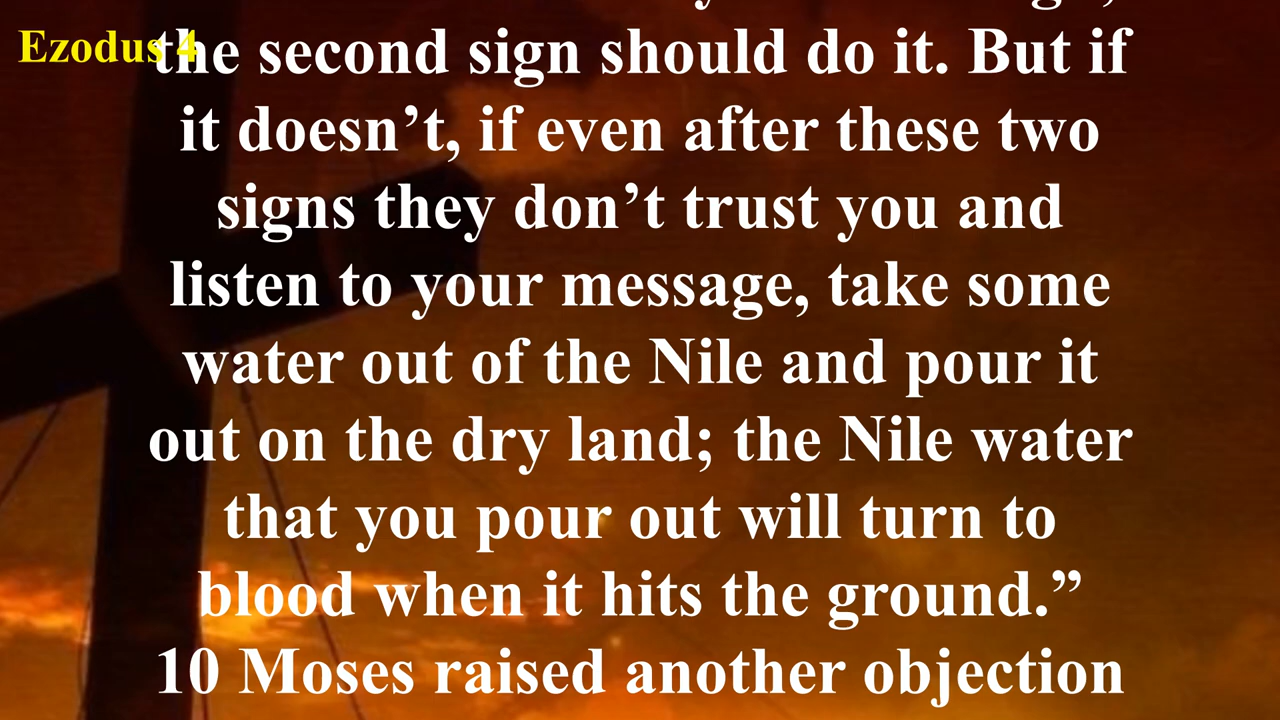 Ezodus 4
the second sign should do it. But if
it doesn’t, if even after these two
signs they don’t trust you and
listen to your message, take some
water out of the Nile and pour it
out on the dry land; the Nile water
that you pour out will turn to
blood when it hits the ground.”
10 Moses raised another objection